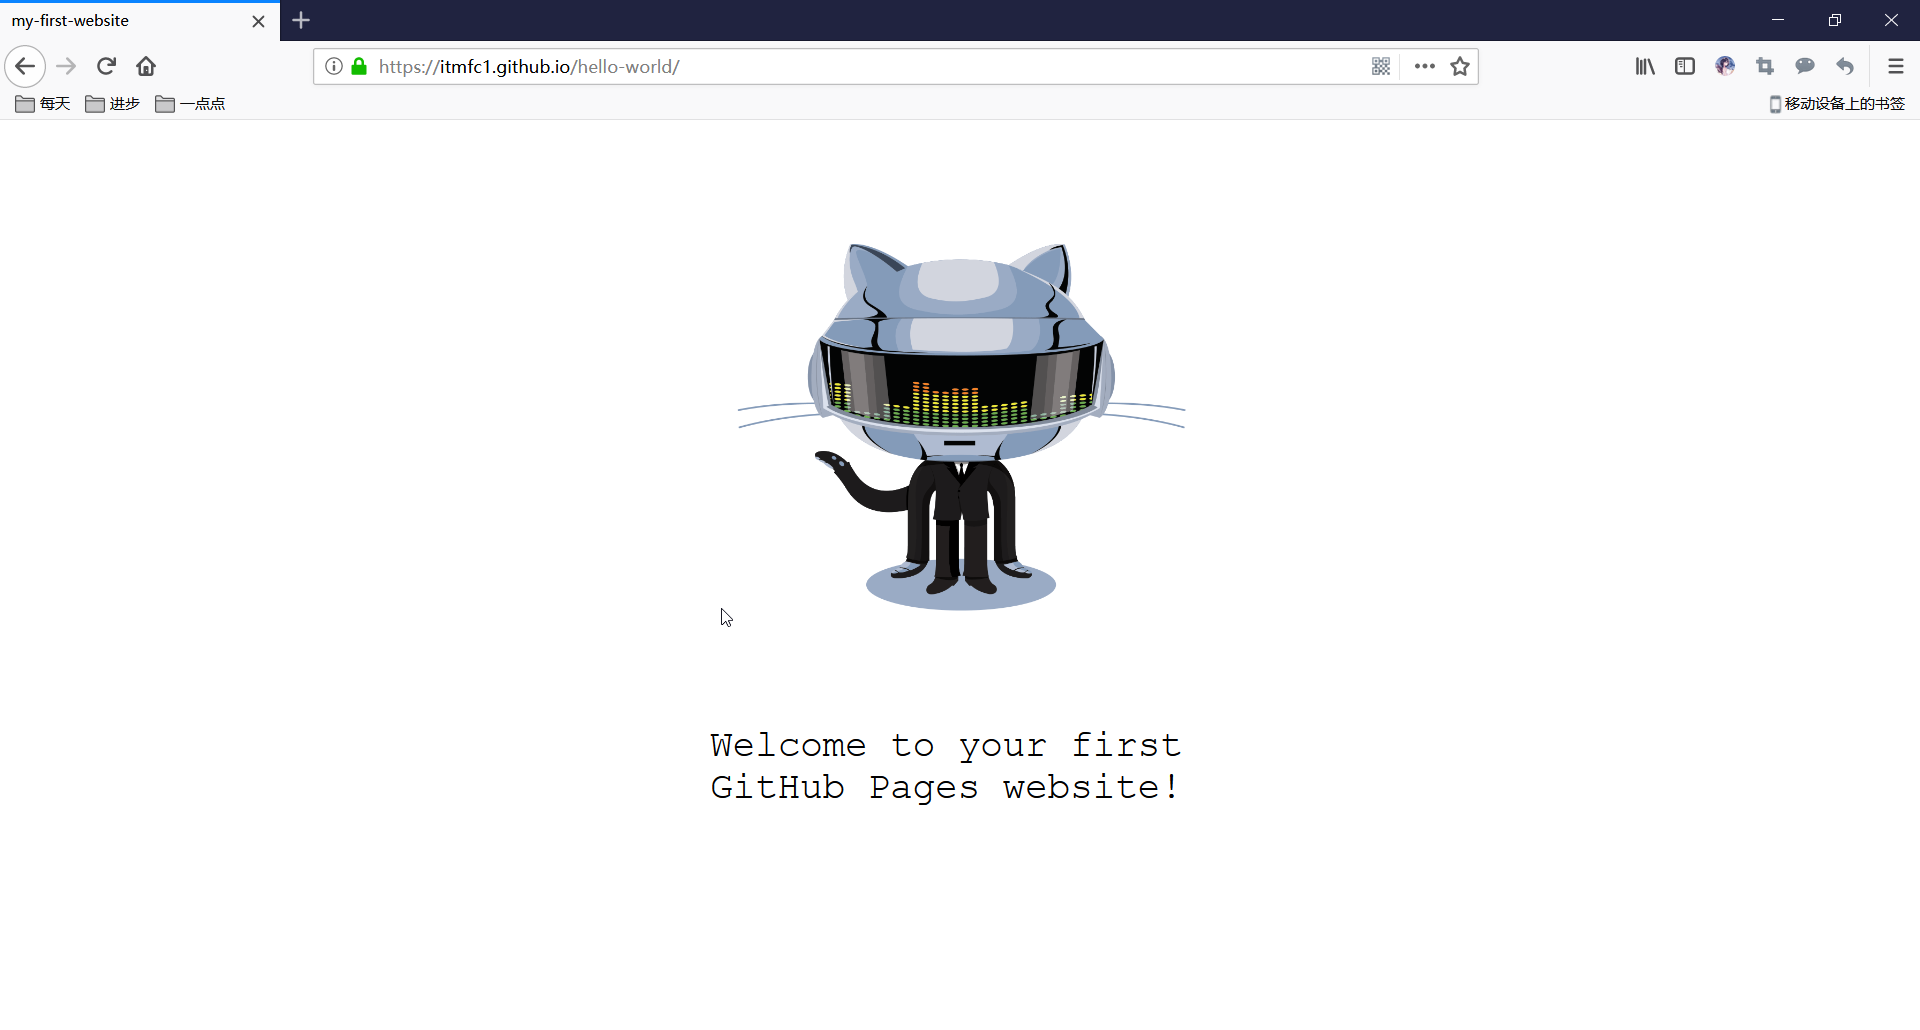 my-first-website
https://itmfc1.github.io/hello-world/
每天 进步 一点点 移动设备上的书签
Welcome to your first
GitHub Pages website!